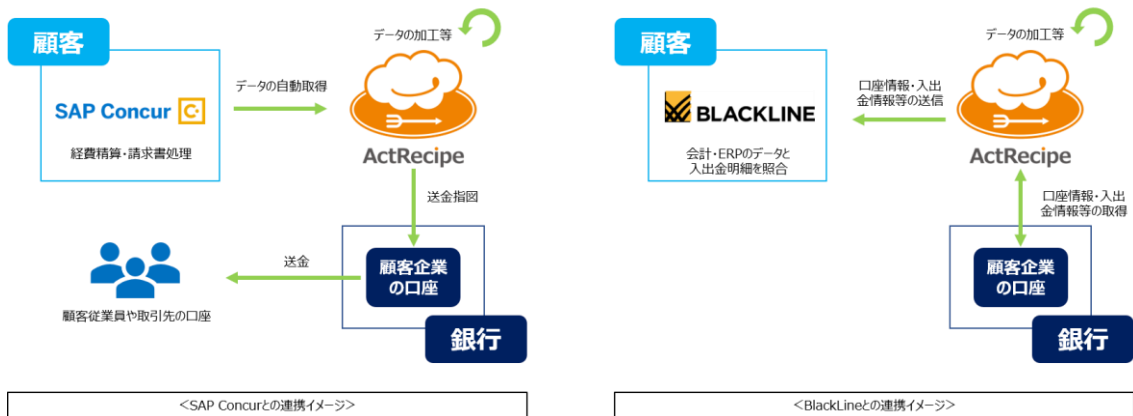 顧客
データの加工等
SAP Concur C
データの自動取得
経費精算・請求書処理
ActRecipe
送金指図
送金
顧客企業
の口座
顧客従業員や取引先の口座
銀行
<SAP Concurとの連携イメージ>
顧客
データの加工等
BLACKLINE
口座情報・入出
金情報等の送信
会計・ERPのデータと
入出金明細を照合
ActRecipe
口座情報・入出
金情報等の取得
顧客企業
の口座
銀行
<BlackLineとの連携イメージ>